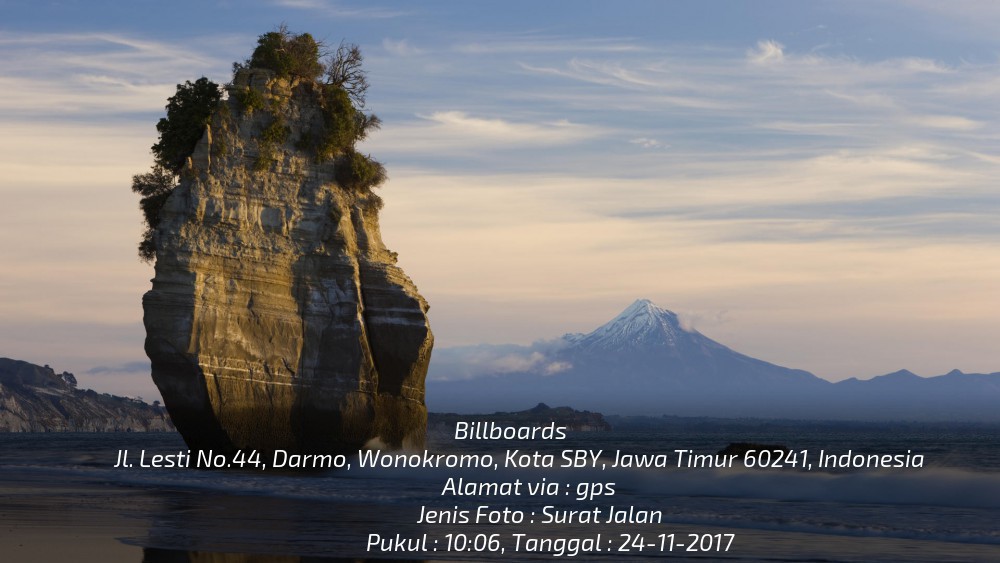 Billboards
Jl. Lesti No.44, Darmo, Wonokromo, Kota SBY, Jawa Timur 60241, Indonesia
Alamat via : gps
Jenis Foto : Surat Jalan
Pukul : 10:06, Tanggal : 24-11-2017